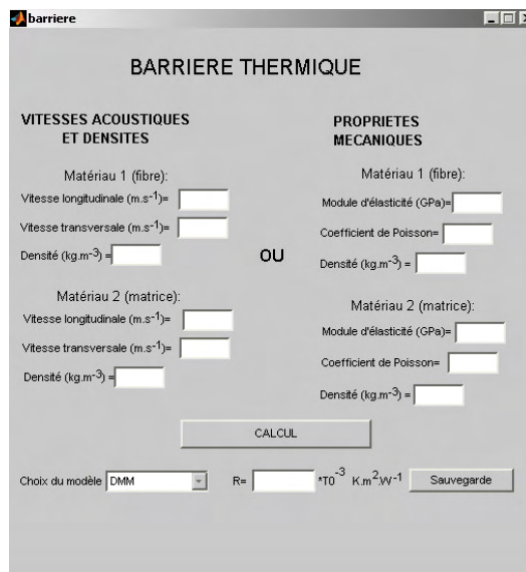 barriere
BARRIERE THERMIQUE
VITESSES ACOUSTIQUES
ET DENSITES
Matériau 1 (fibre):
Vitesse longitudinale (m.s-1)=
Vitesse transversale (m.s-1)=
Densité (kg.m-3) =
Matériau 2 (matrice):
Vitesse longitudinale (m.s-1)=
Vitesse transversale (m.s-1)=
Densité (kg.m-3) =
OU
PROPRIETES
MECANIQUES
Matériau 1 (fibre):
Module d'élasticité (GPa)=
Coefficient de Poisson=
Densité (kg.m-3) =
Matériau 2 (matrice):
Module d'élasticité (GPa)=
Coefficient de Poisson=
Densité (kg.m-3) =
CALCUL
Choix du modèle DMM R= *T0-3 K.m2.W-1 Sauvegarde